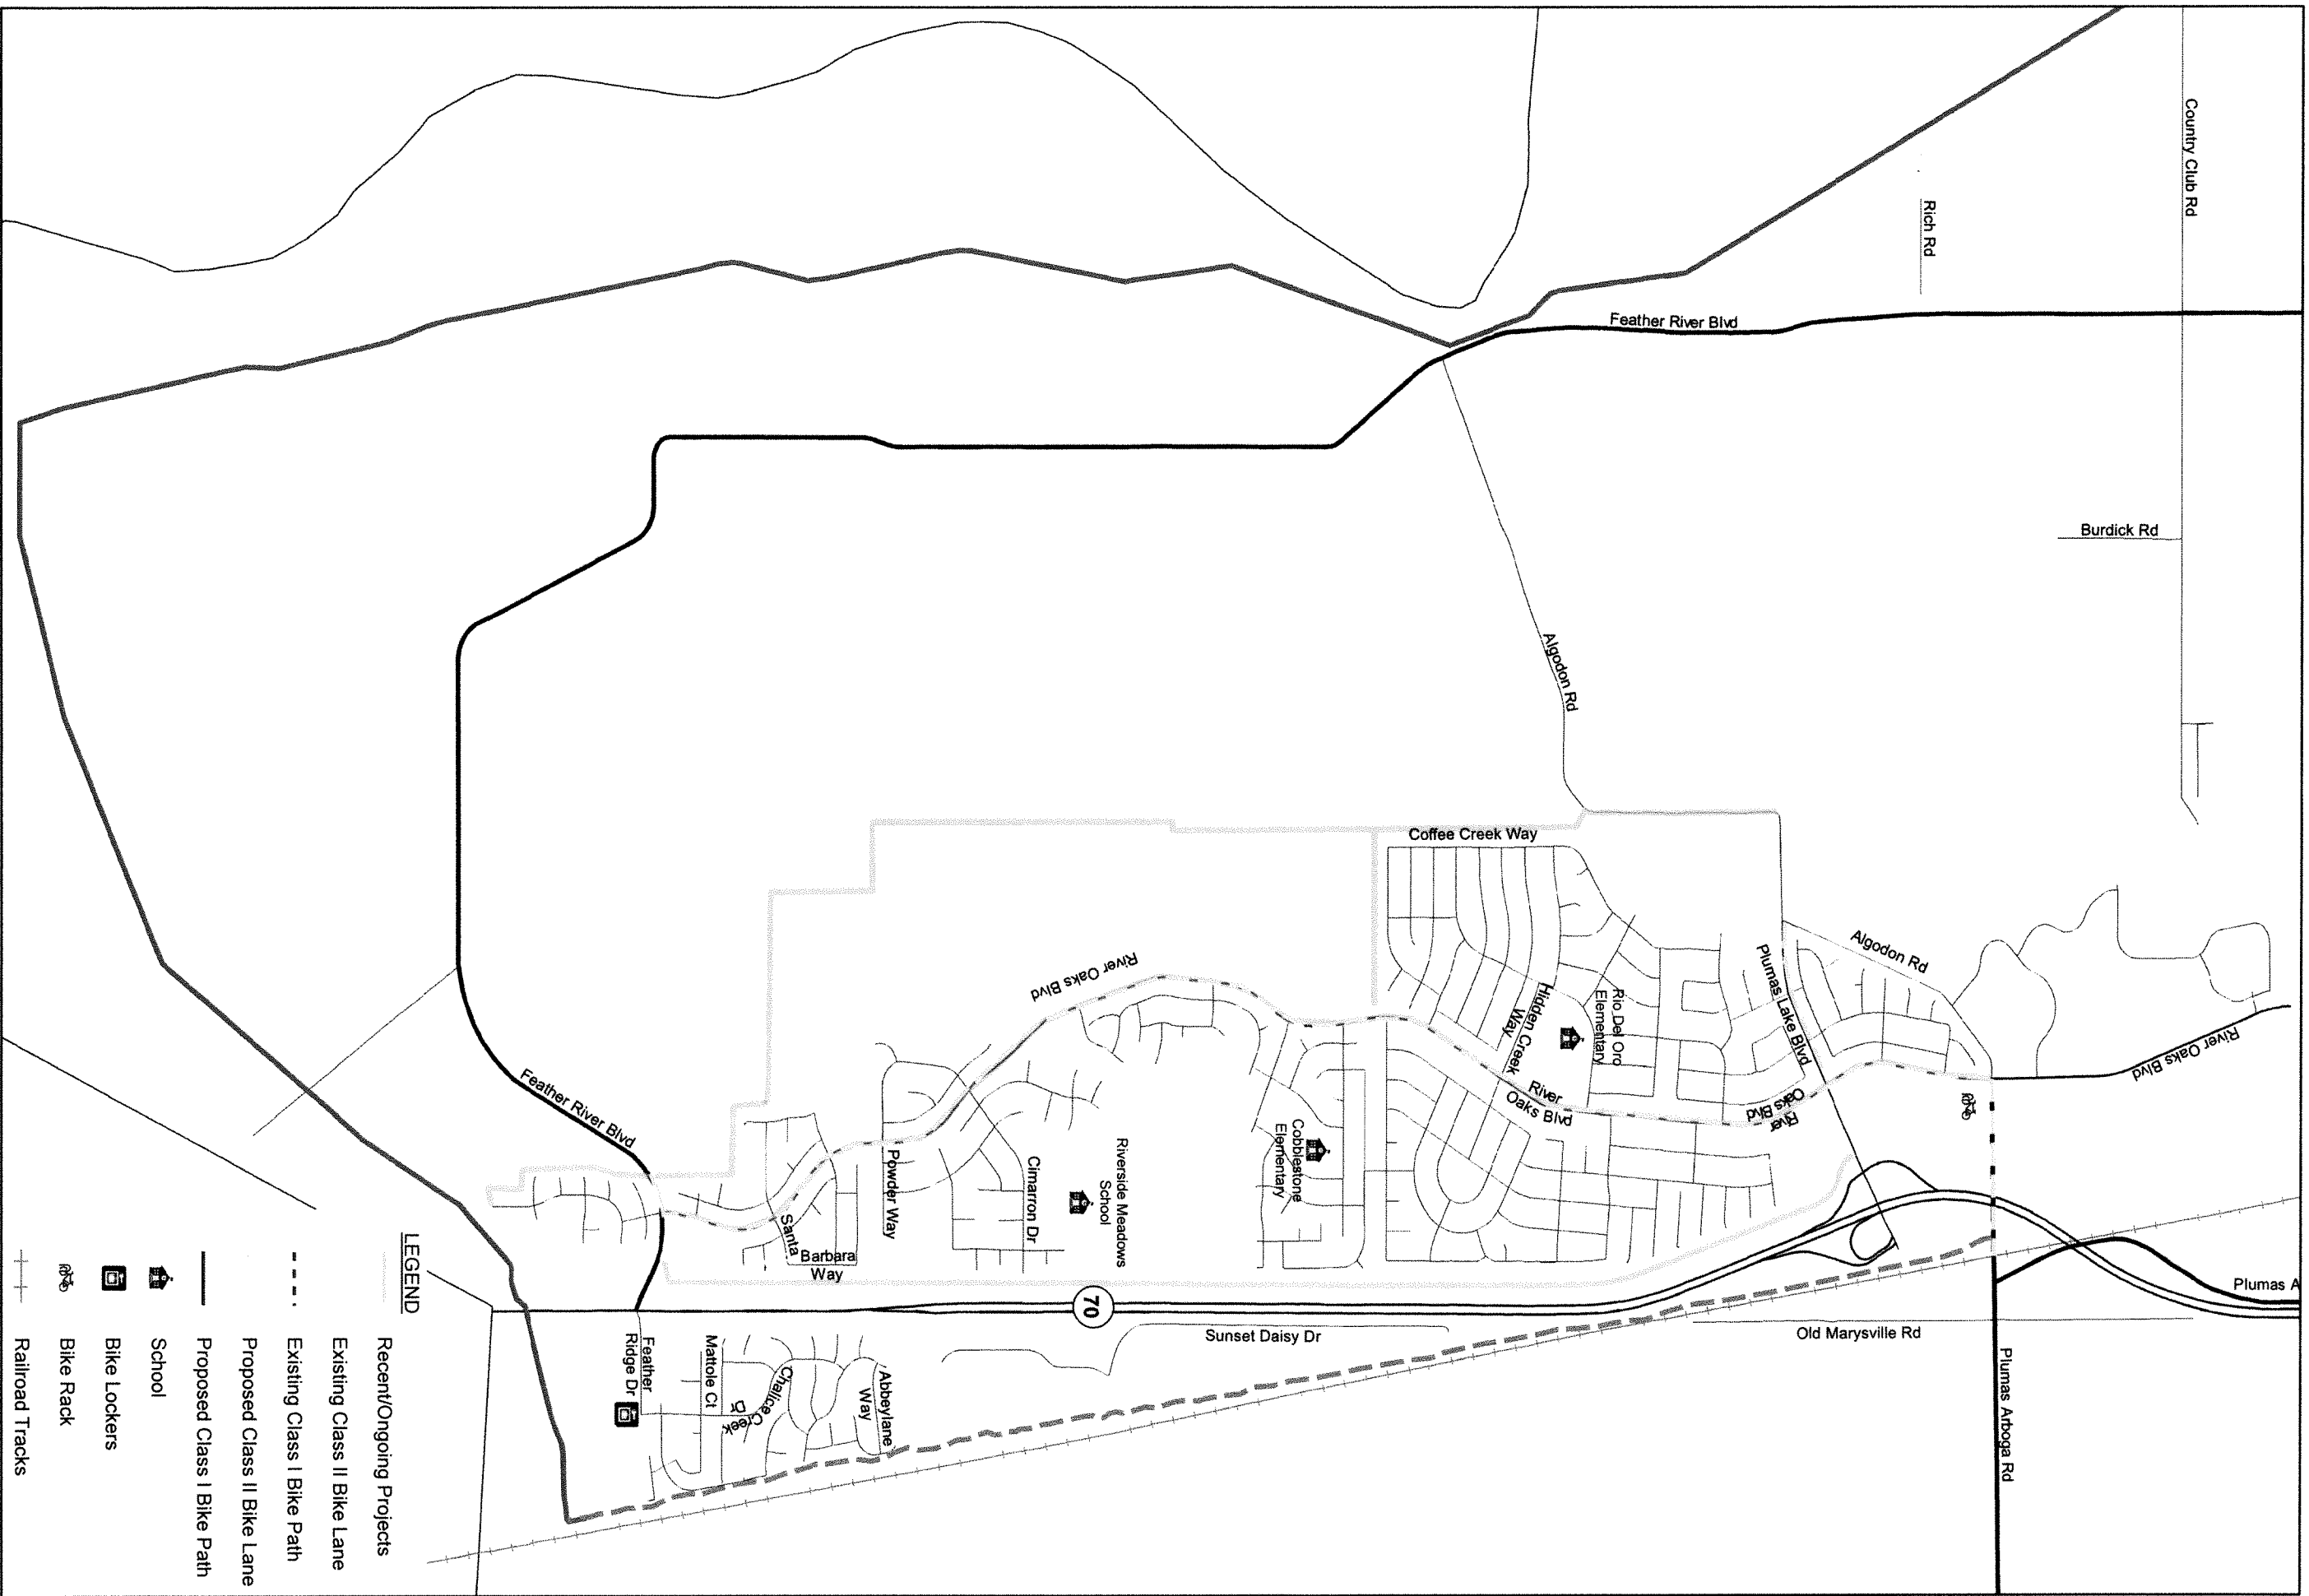 Country Club Rd
Rich Rd
Feather River Blvd
Burdick Rd
Algodon Rd
Coffee Creek Way
Algodon Rd
Plumas Lake Blvd
River Oaks Blvd
River Oaks Blvd
Rio Del Oro
Elementary
Hidden Creek
Way
River
Oaks Blvd
River
Oaks Blvd
Cobblestone
Elementary
Riverside Meadows
School
Cimarron Dr
Powder Way
Santa
Barbara
Way
Feather River Blvd
70
Sunset Daisy Dr
Old Marysville Rd
Plumas A
Plumas Arboga Rd
Feather
Ridge Dr
Mattole Ct
Chalice Creek
Dr
Abbeylane
Way
LEGEND
Recent/Ongoing Projects
Existing Class II Bike Lane
Existing Class I Bike Path
Proposed Class II Bike Lane
Proposed Class I Bike Path
School
Bike Lockers
Bike Rack
Railroad Tracks